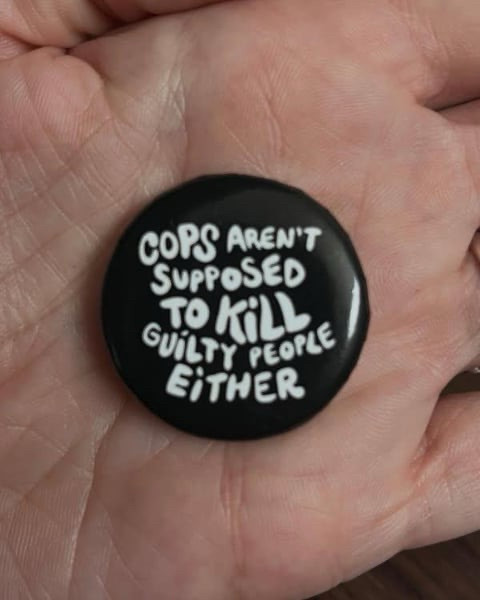 COPS AREN'T
SUPPOSED
TO KiLL
GUiLTY PEOPLE
EiTHER